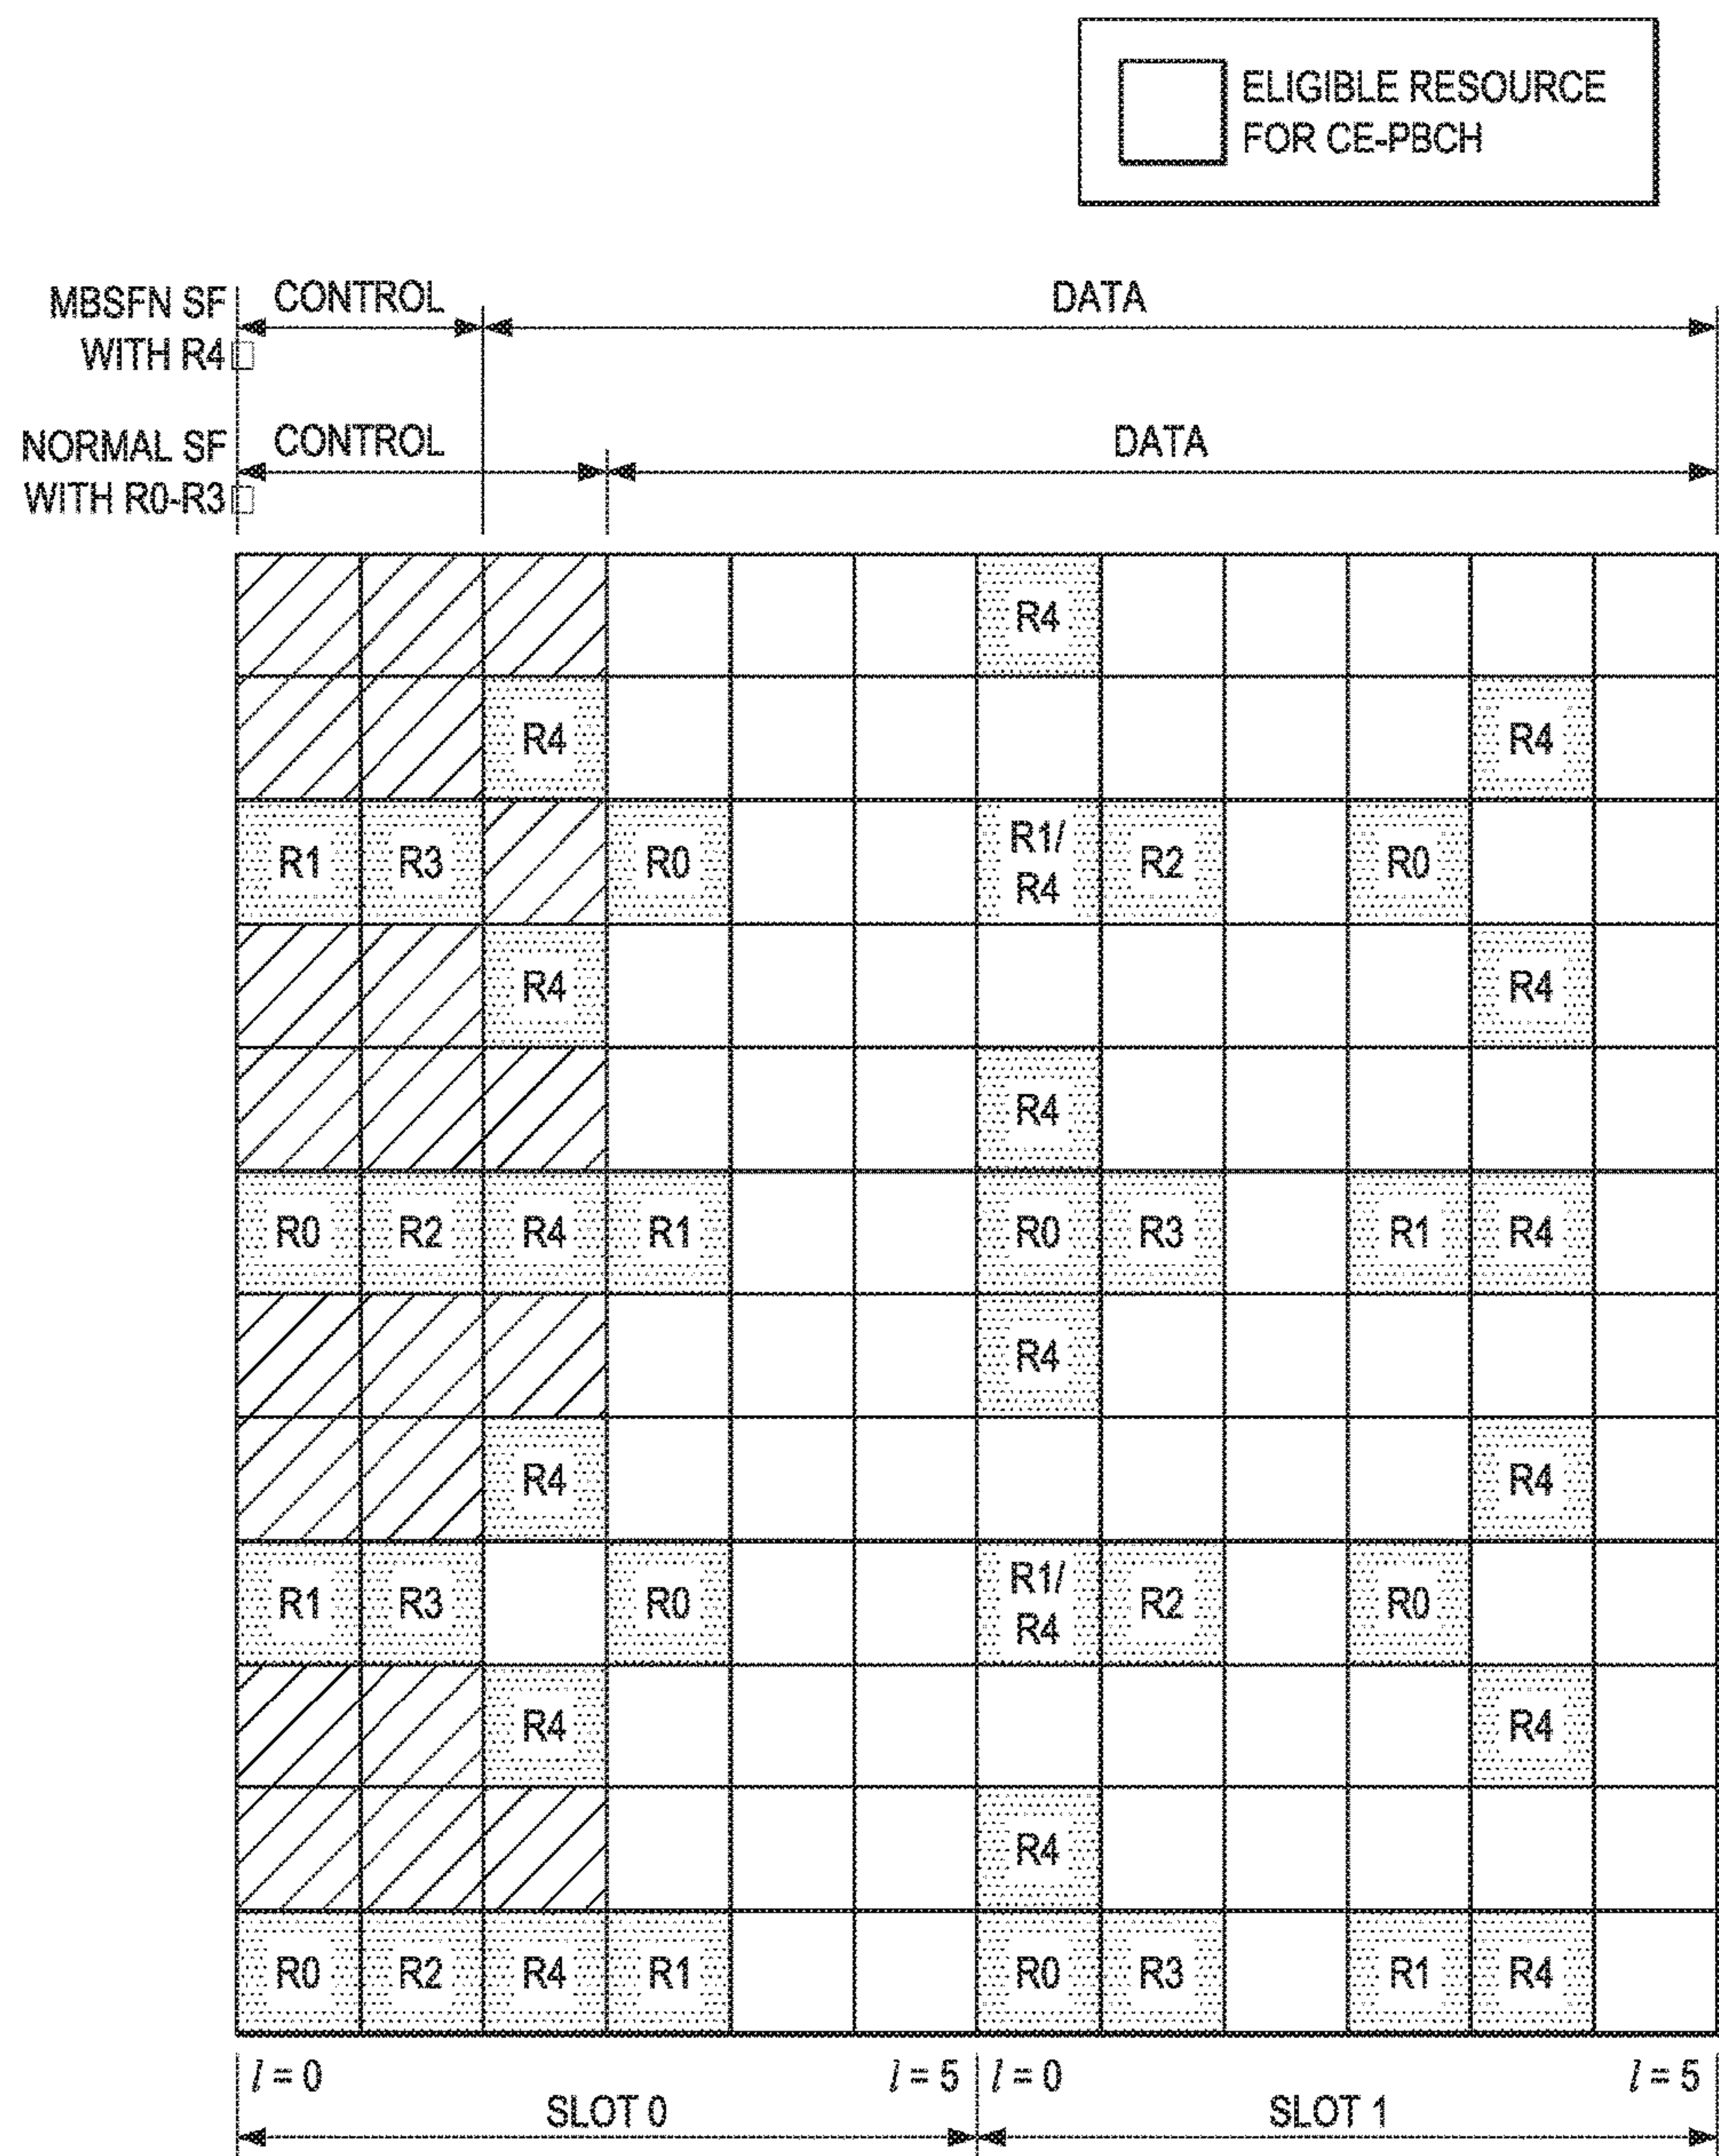 ELIGIBLE RESOURCE
FOR CE-PBCH
MBSFN SF
WITH R4
CONTROL
DATA
NORMAL SF
WITH R0-R3
CONTROL
DATA
R4
R4 R4
R1 R3 R0 R1/
R4 R2 R0
R4 R4
R4
R0 R2 R4 R1 R0 R3 R1 R4
R4
R4 R4
R1 R3 R0 R1/
R4 R2 R0
R4 R4
R4
R0 R2 R4 R1 R0 R3 R1 R4
l = 0 l = 5 l = 0 l = 5
SLOT 0 SLOT 1